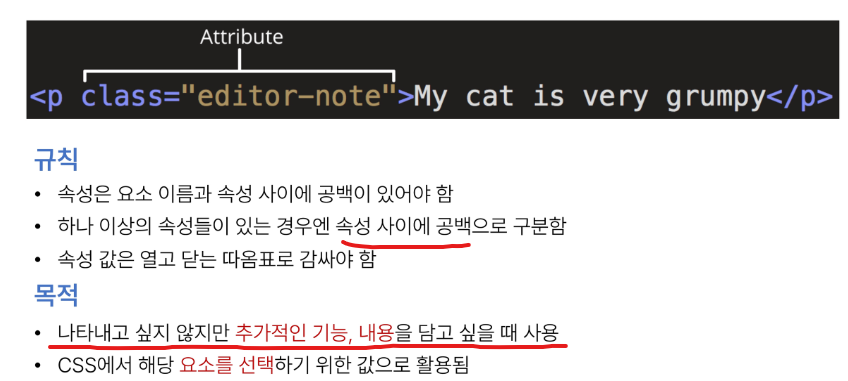 Attribute
<p class="editor-note">My cat is very grumpy</p>
규칙
• 속성은 요소 이름과 속성 사이에 공백이 있어야 함
• 하나 이상의 속성들이 있는 경우엔 속성 사이에 공백으로 구분함
• 속성 값은 열고 닫는 따옴표로 감싸야 함
목적
• 나타내고 싶지 않지만 추가적인 기능, 내용을 담고 싶을 때 사용
• CSS에서 해당 요소를 선택하기 위한 값으로 활용됨